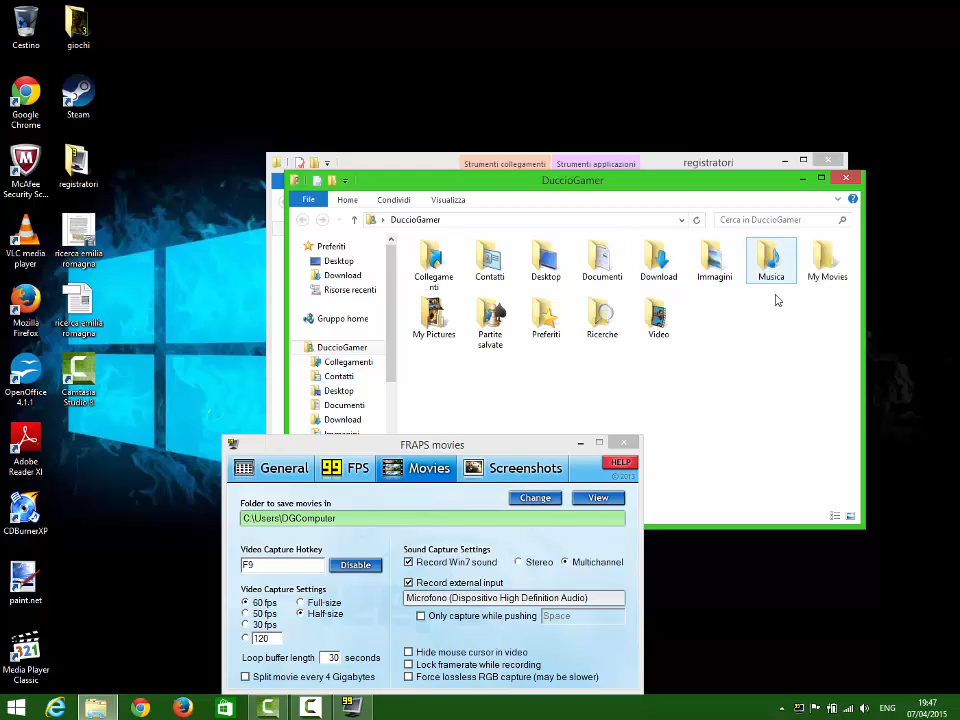 Cestino
giochi
Google
Chrome
Steam
McAfee
Security Sc...
registratori
VLC media
player
ricerca emilia
romagna
Mozilla
Firefox
ricerca emilia
romagna
OpenOffice
4.1.1
Camtasia
Studio 8
Adobe
Reader XI
CDBurnerXP
paint.net
Media Player
Classic
Strumenti collegamenti
Strumenti applicazioni
registratori
DuccioGamer
File
Home
Condividi
Visualizza
DuccioGamer
Cerca in DuccioGamer
Preferiti
Desktop
Download
Risorse recenti
Gruppo home
DuccioGamer
Collegamenti
Contatti
Desktop
Documenti
Download
Collegame
nti
Contatti
Desktop
Documenti
Download
Immagini
Musica
My Movies
My Pictures
Partite
salvate
Preferiti
Ricerche
Video
FRAPS movies
General
99 FPS
Movies
Screenshots
HELP
© 2013
Folder to save movies in
Change
View
C:\Users\DGComputer
Video Capture Hotkey
F9
Disable
Video Capture Settings
60 fps
Full-size
50 fps
Half-size
30 fps
120
Loop buffer length 30 seconds
Split movie every 4 Gigabytes
Sound Capture Settings
Record Win7 sound
Stereo
Multichannel
Record external input
Microfono (Dispositivo High Definition Audio)
Only capture while pushing
Space
Hide mouse cursor in video
Lock framerate while recording
Force lossless RGB capture (may be slower)
99
ENG
19:47
07/04/2015